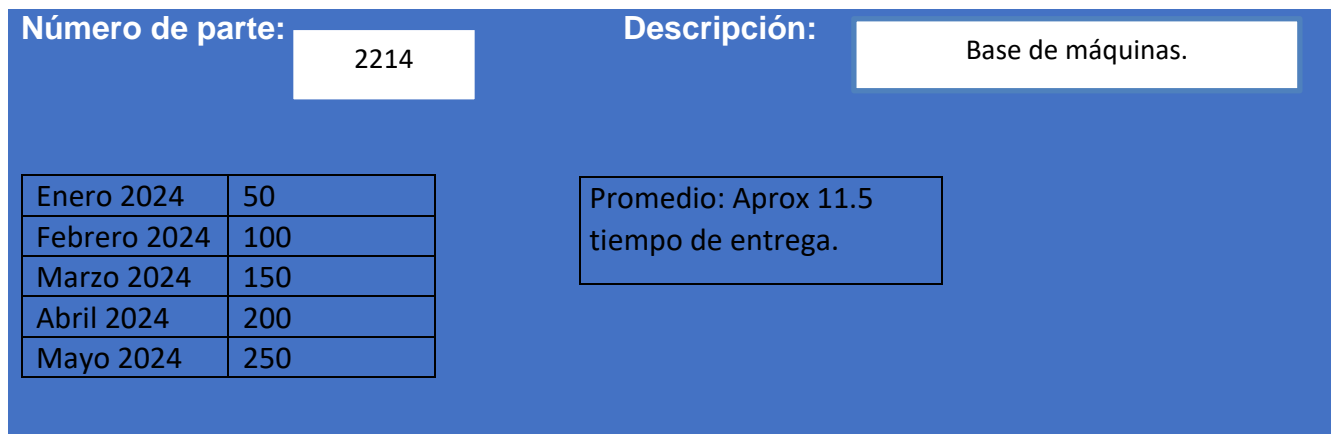 Número de parte:
2214
Descripción:
Base de máquinas.
Enero 2024 50
Febrero 2024 100
Marzo 2024 150
Abril 2024 200
Mayo 2024 250
Promedio: Aprox 11.5
tiempo de entrega.